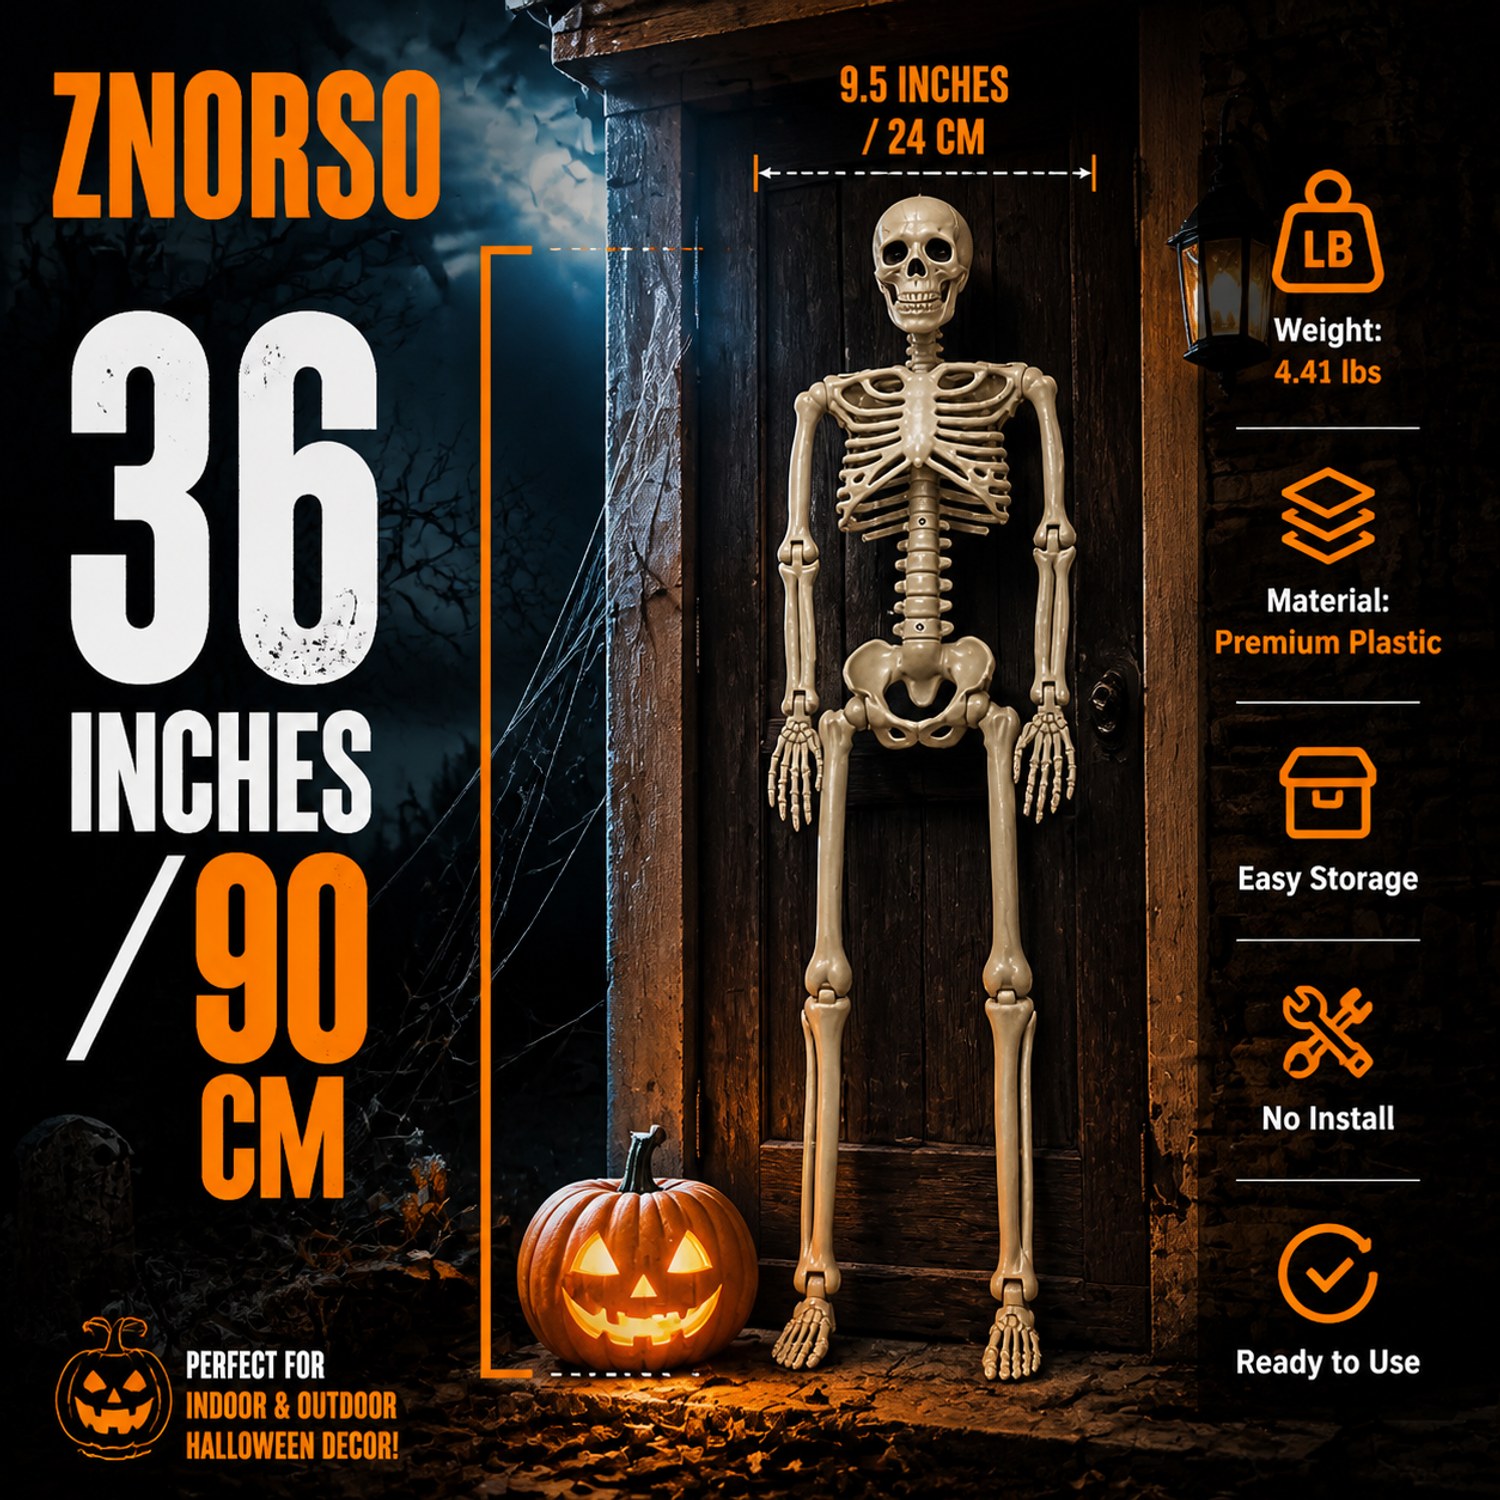 ZNORSO
36
INCHES
/ 90
CM
9.5 INCHES
/ 24 CM
LB
Weight:
4.41 lbs
Material:
Premium Plastic
Easy Storage
No Install
Ready to Use
PERFECT FOR
INDOOR & OUTDOOR
HALLOWEEN DECOR!